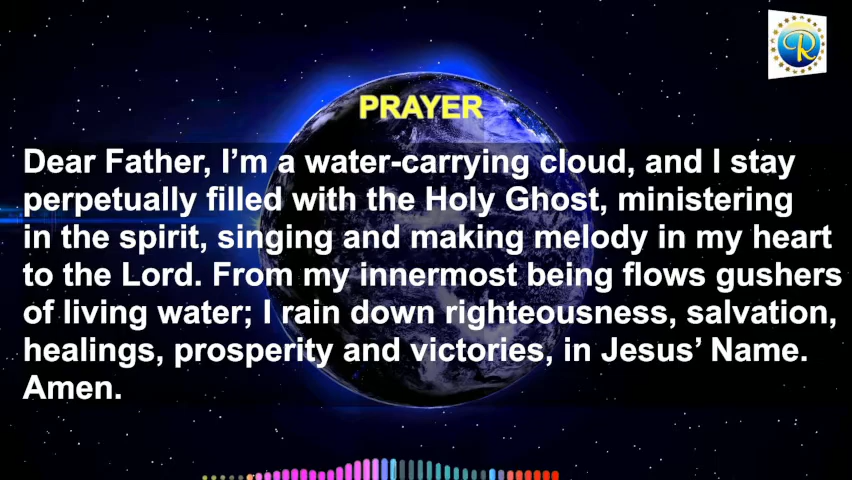 PRAYER
Dear Father, I’m a water-carrying cloud, and I stay
perpetually filled with the Holy Ghost, ministering
in the spirit, singing and making melody in my heart
to the Lord. From my innermost being flows gushers
of living water; I rain down righteousness, salvation,
healings, prosperity and victories, in Jesus’ Name.
Amen.
R